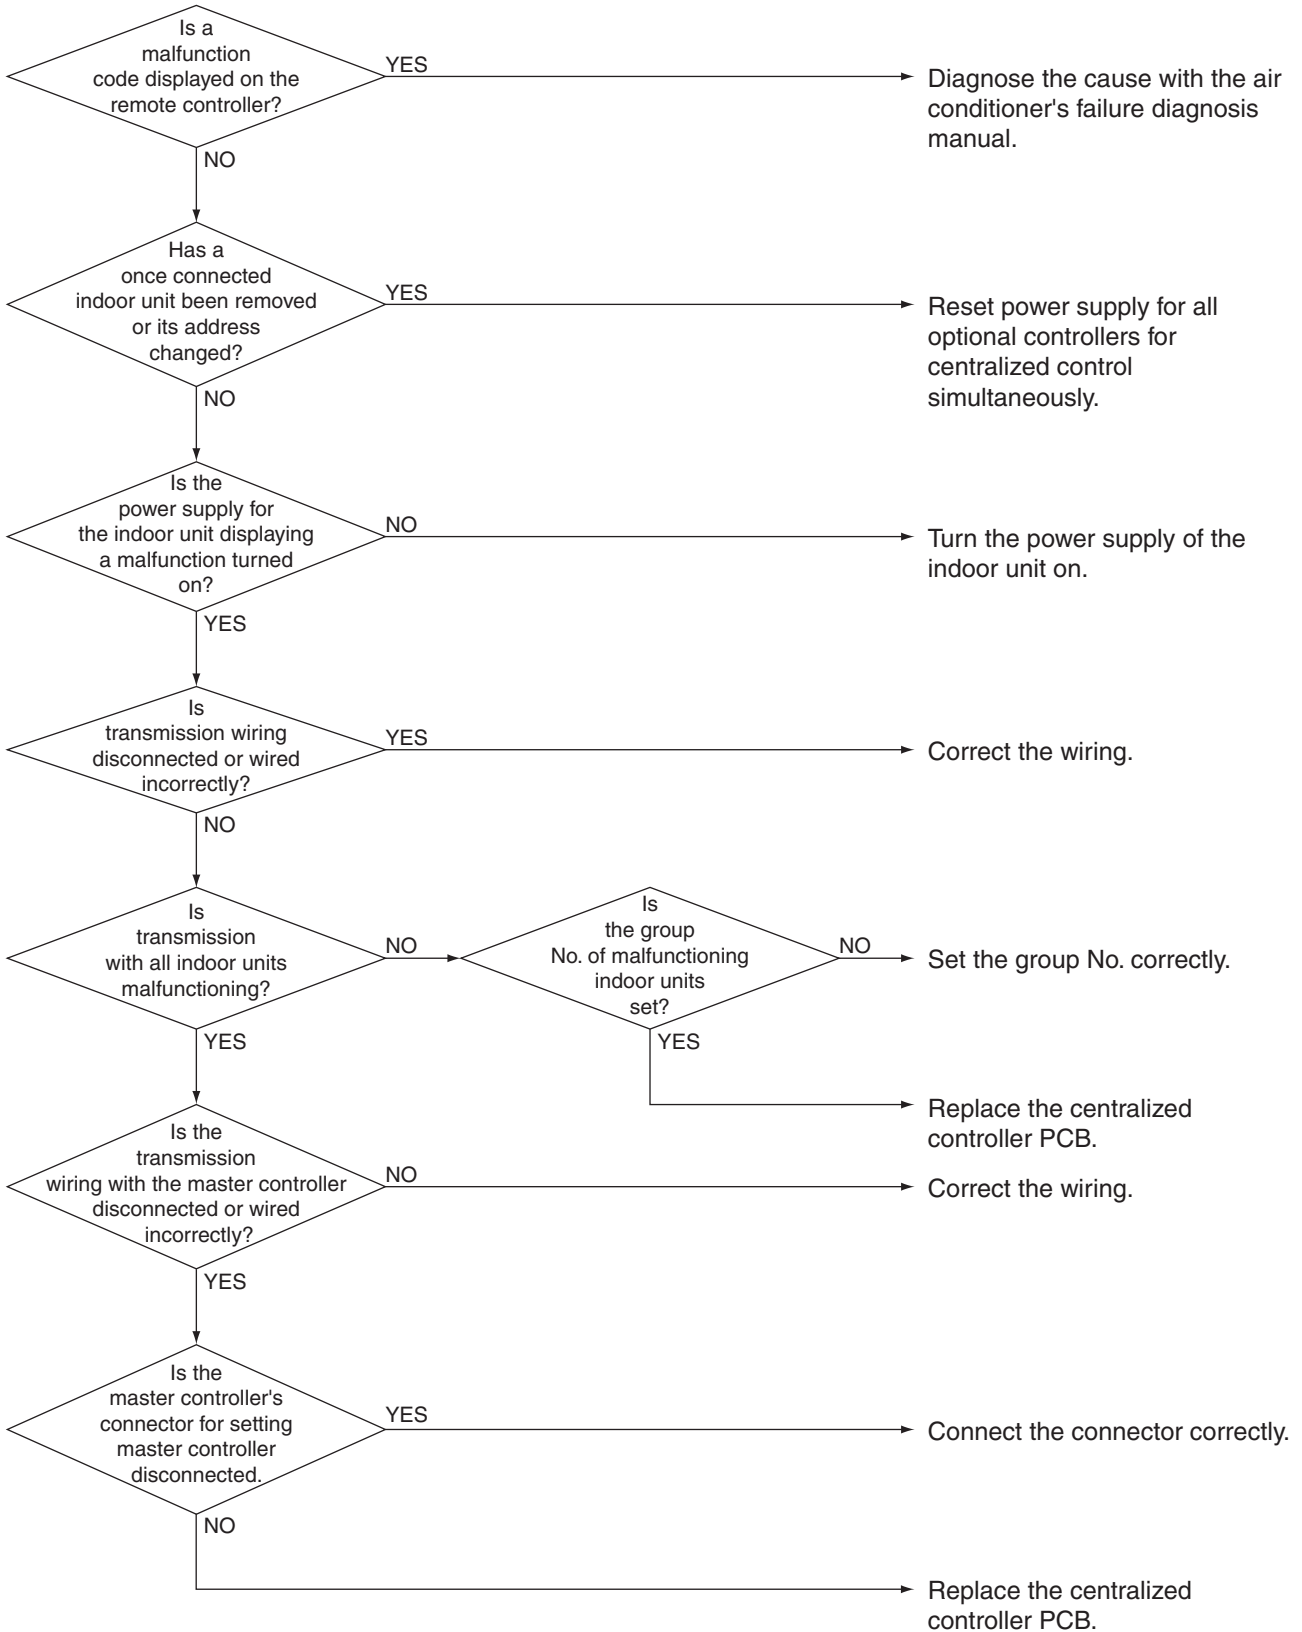 Is a
malfunction
code displayed on the
remote controller?
YES
Diagnose the cause with the air
conditioner's failure diagnosis
manual.
NO
Has a
once connected
indoor unit been removed
or its address
changed?
YES
Reset power supply for all
optional controllers for
centralized control
simultaneously.
NO
Is the
power supply for
the indoor unit displaying
a malfunction turned
on?
NO
Turn the power supply of the
indoor unit on.
YES
Is
transmission wiring
disconnected or wired
incorrectly?
YES
Correct the wiring.
NO
Is
transmission
with all indoor units
malfunctioning?
NO
Is
the group
No. of malfunctioning
indoor units
set?
NO
Set the group No. correctly.
YES
YES
Replace the centralized
controller PCB.
Is the
transmission
wiring with the master controller
disconnected or wired
incorrectly?
NO
Correct the wiring.
YES
Is the
master controller's
connector for setting
master controller
disconnected.
YES
Connect the connector correctly.
NO
Replace the centralized
controller PCB.